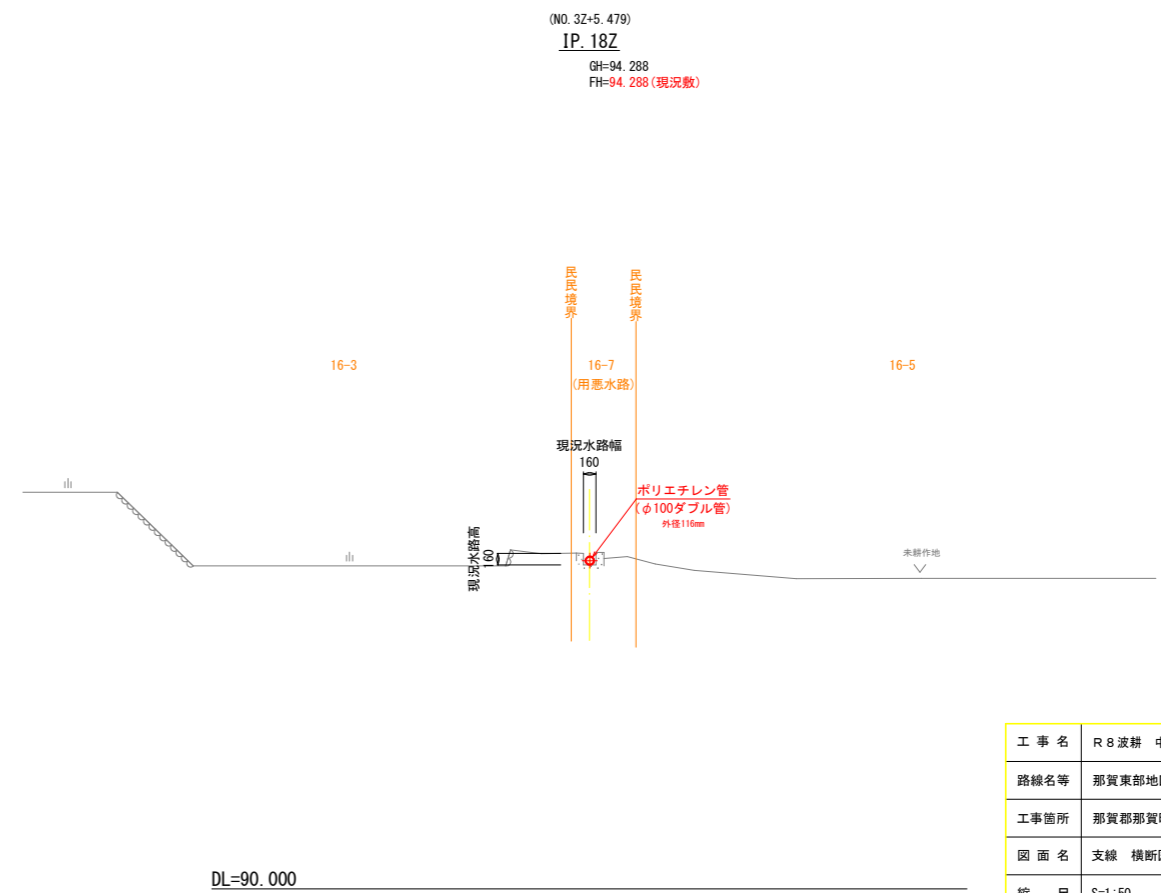 (NO. 3Z+5. 479)
IP. 18Z
GH=94. 288
FH=94. 288(現況敷)
民民境界
民民境界
16-3
16-7
(用悪水路)
16-5
現況水路幅
160
ポリエチレン管
(φ100ダブル管)
外径116mm
現況水路高
160
未耕作地
工 事 名
R8波耕
路線名等
那賀東部地
工事箇所
那賀郡那賀
図 面 名
支線 横断
S=1:50
DL=90. 000